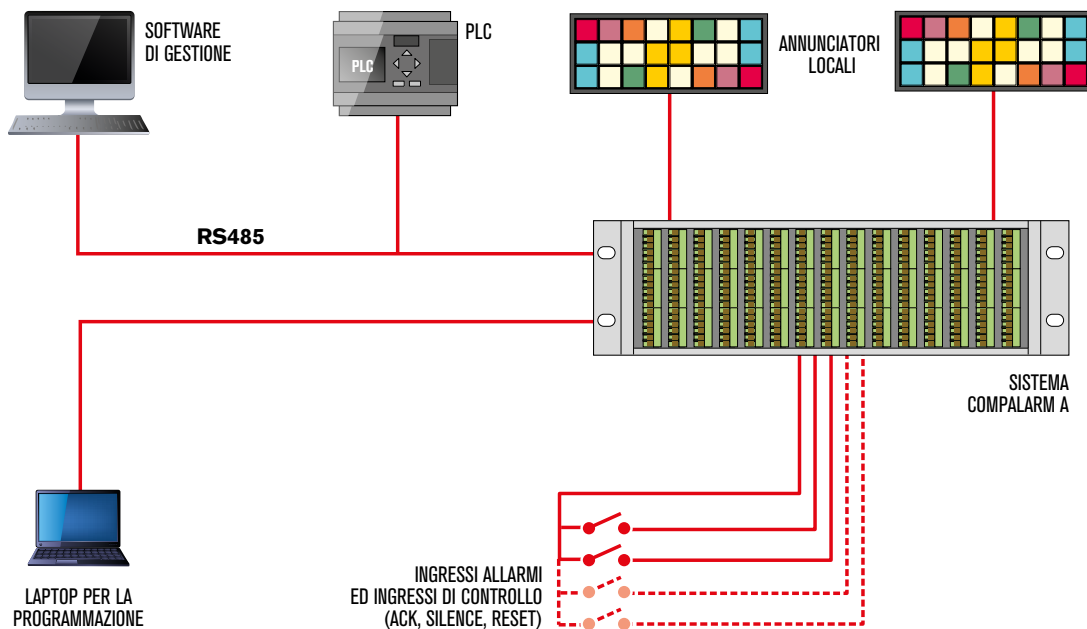 SOFTWARE
DI GESTIONE
PLC
PLC
ANNUNCIATORI
LOCALI
RS485
SISTEMA
COMPALARM A
LAPTOP PER LA
PROGRAMMAZIONE
INGRESSI ALLARMI
ED INGRESSI DI CONTROLLO
(ACK, SILENCE, RESET)